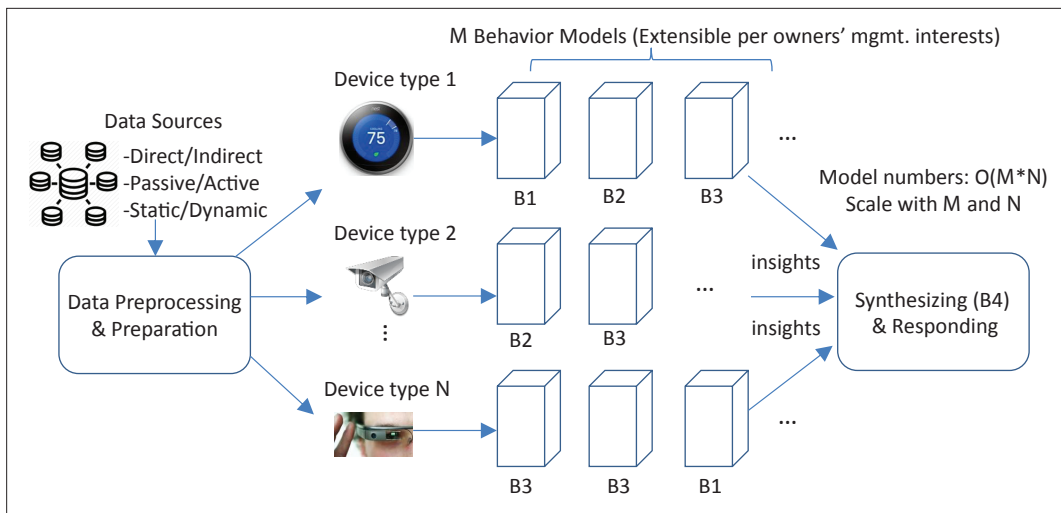 M Behavior Models (Extensible per owners' mgmt. interests)
Device type 1
Data Sources
-Direct/Indirect
-Passive/Active
-Static/Dynamic
75
...
B1
B2
B3
Model numbers: O(M*N)
Scale with M and N
Device type 2
Data Preprocessing
& Preparation
...
...
B2
B3
insights
insights
Synthesizing (B4)
& Responding
Device type N
...
B3
B3
B1